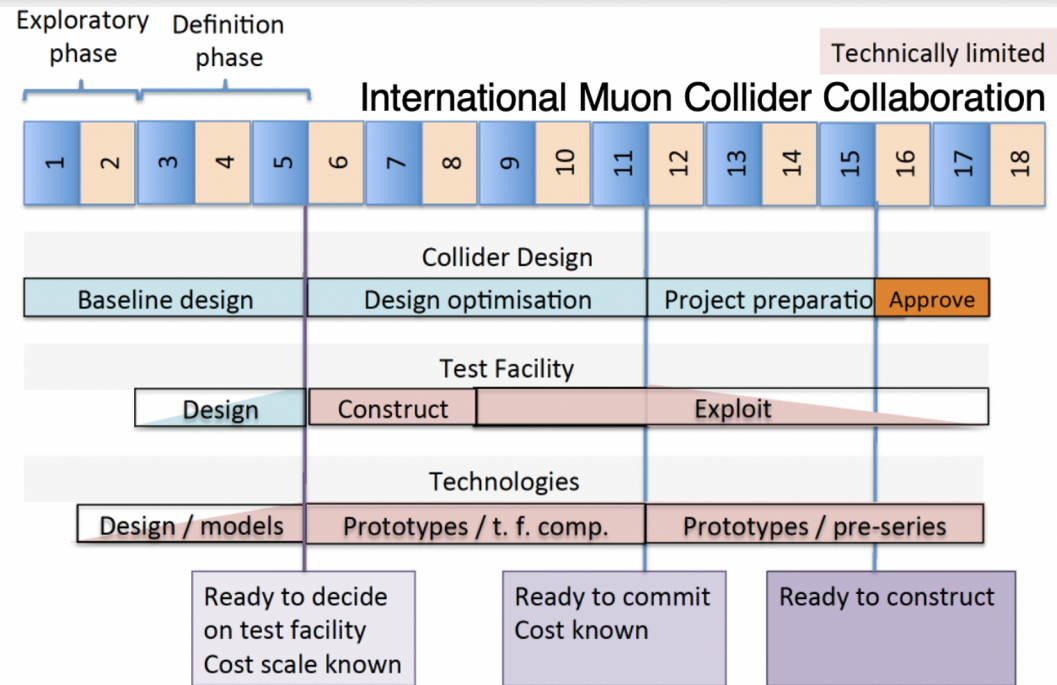 Exploratory
phase
Definition
phase
Technically limited
International Muon Collider Collaboration
1 2 3 4 5 6 7 8 9 10 11 12 13 14 15 16 17 18
Collider Design
Baseline design Design optimisation Project preparatio Approve
Test Facility
Design Construct Exploit
Technologies
Design / models Prototypes / t. f. comp. Prototypes / pre-series
Ready to decide
on test facility
Cost scale known
Ready to commit
Cost known
Ready to construct